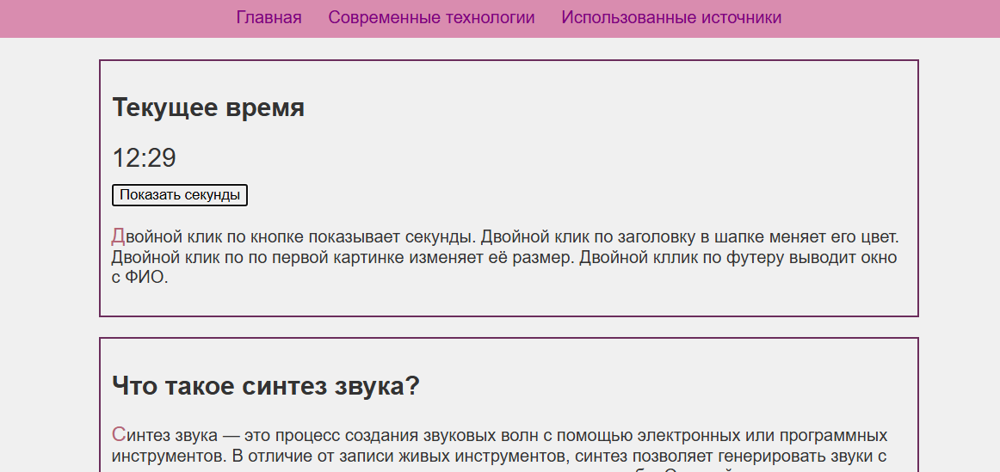 Главная Современные технологии Использованные источники
Текущее время
12:29
Показать секунды
Двойной клик по кнопке показывает секунды. Двойной клик по заголовку в шапке меняет его цвет.
Двойной клик по по первой картинке изменяет её размер. Двойной кллик по футеру выводит окно
с ФИО.
Что такое синтез звука?
Синтез звука — это процесс создания звуковых волн с помощью электронных или программных
инструментов. В отличие от записи живых инструментов, синтез позволяет генерировать звуки с